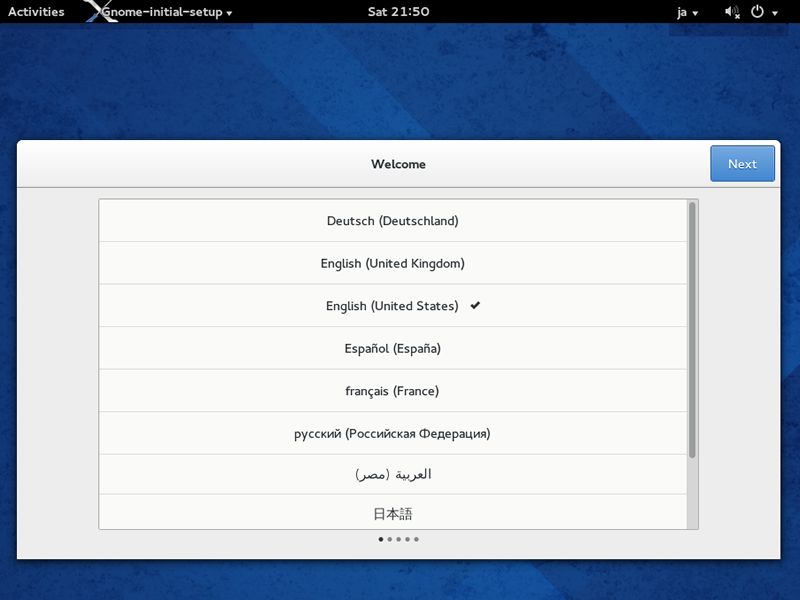 Activities Gnome-initial-setup Sat 21:50 ja
Welcome Next
Deutsch (Deutschland)
English (United Kingdom)
English (United States) ✔
Español (España)
français (France)
русский (Российская Федерация)
العربية (مصر)
日本語